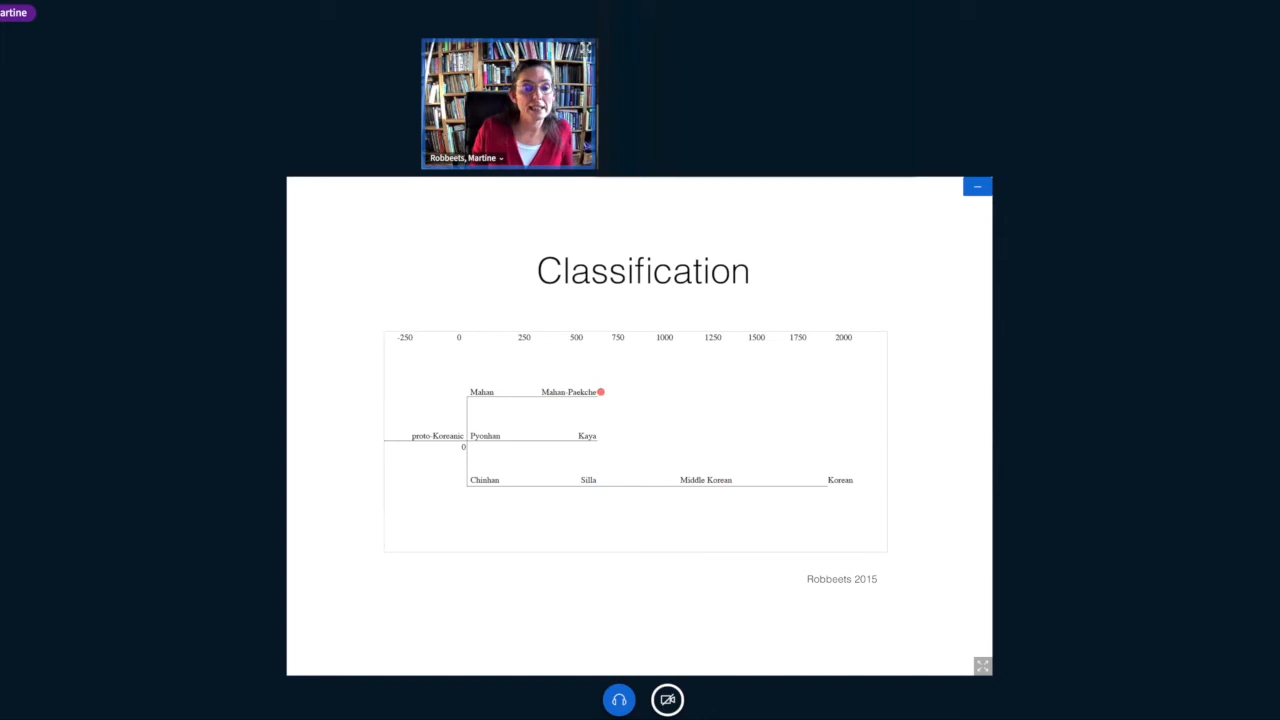 artine
Robbeets, Martine
Classification
-250 0 250 500 750 1000 1250 1500 1750 2000
Mahan Mahan-Paekche
proto-Koreanic Pyonhan Kaya
0
Chinhan Silla Middle Korean Korean
Robbeets 2015